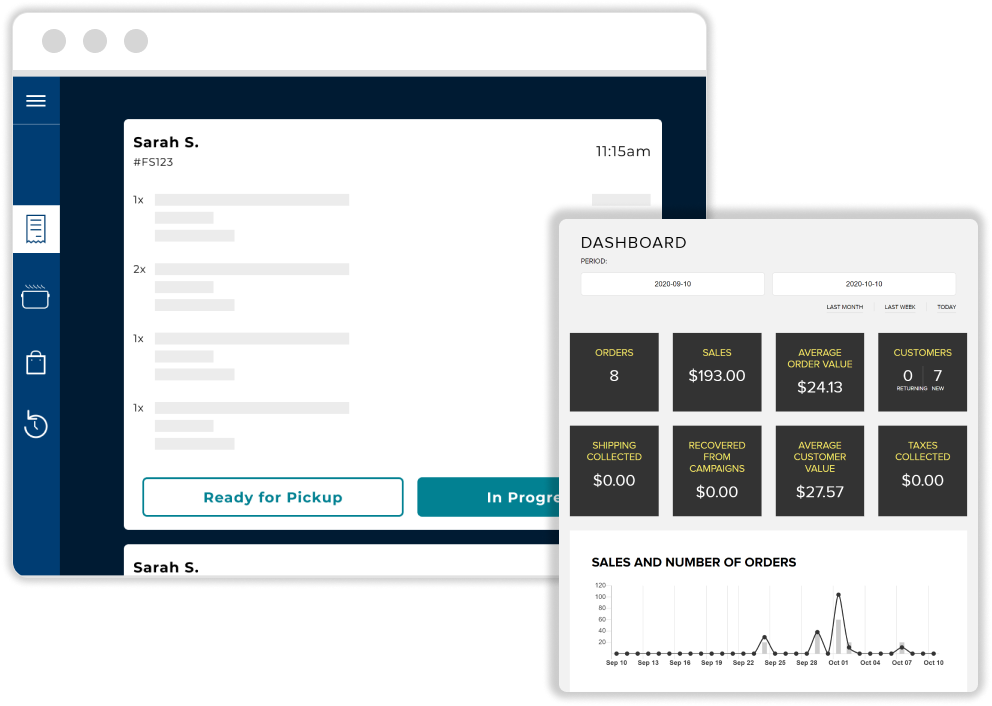 Sarah S.
#FS123
11:15am
1x
2x
1x
1x
Ready for Pickup
In Progre
Sarah S.
DASHBOARD
PERIOD:
2020-09-10
2020-10-10
LAST MONTH LAST WEEK TODAY
ORDERS
8
SALES
$193.00
AVERAGE
ORDER VALUE
$24.13
CUSTOMERS
0 7
RETURNING NEW
SHIPPING
COLLECTED
$0.00
RECOVERED
FROM
CAMPAIGNS
$0.00
AVERAGE
CUSTOMER
VALUE
$27.57
TAXES
COLLECTED
$0.00
SALES AND NUMBER OF ORDERS
120
100
80
60
40
20
Sep 10 Sep 13 Sep 16 Sep 19 Sep 22 Sep 25 Sep 28 Oct 01 Oct 04 Oct 07 Oct 10